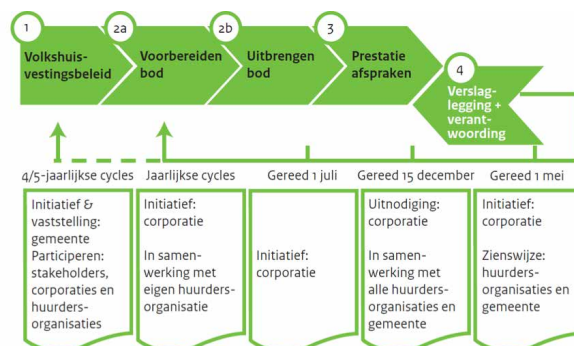 1
Volkshuis-
vestingsbeleid
2a
Voorbereiden
bod
2b
Uitbrengen
bod
3
Prestatie
afspraken
4
Verslag-
legging +
verant-
woording
4/5-jaarlijkse cycles
Jaarlijkse cycles
Gereed 1 juli
Gereed 15 december
Gereed 1 mei
Initiatief &
vaststelling:
gemeente
Participeren:
stakeholders,
corporaties en
huurders-
organisaties
Initiatief:
corporatie
In samen-
werking met
eigen huurders-
organisatie
Initiatief:
corporatie
Uitnodiging:
corporatie
In samen-
werking met
alle huurders-
organisaties en
gemeente
Initiatief:
corporatie
Zienswijze:
huurders-
organisaties en
gemeente